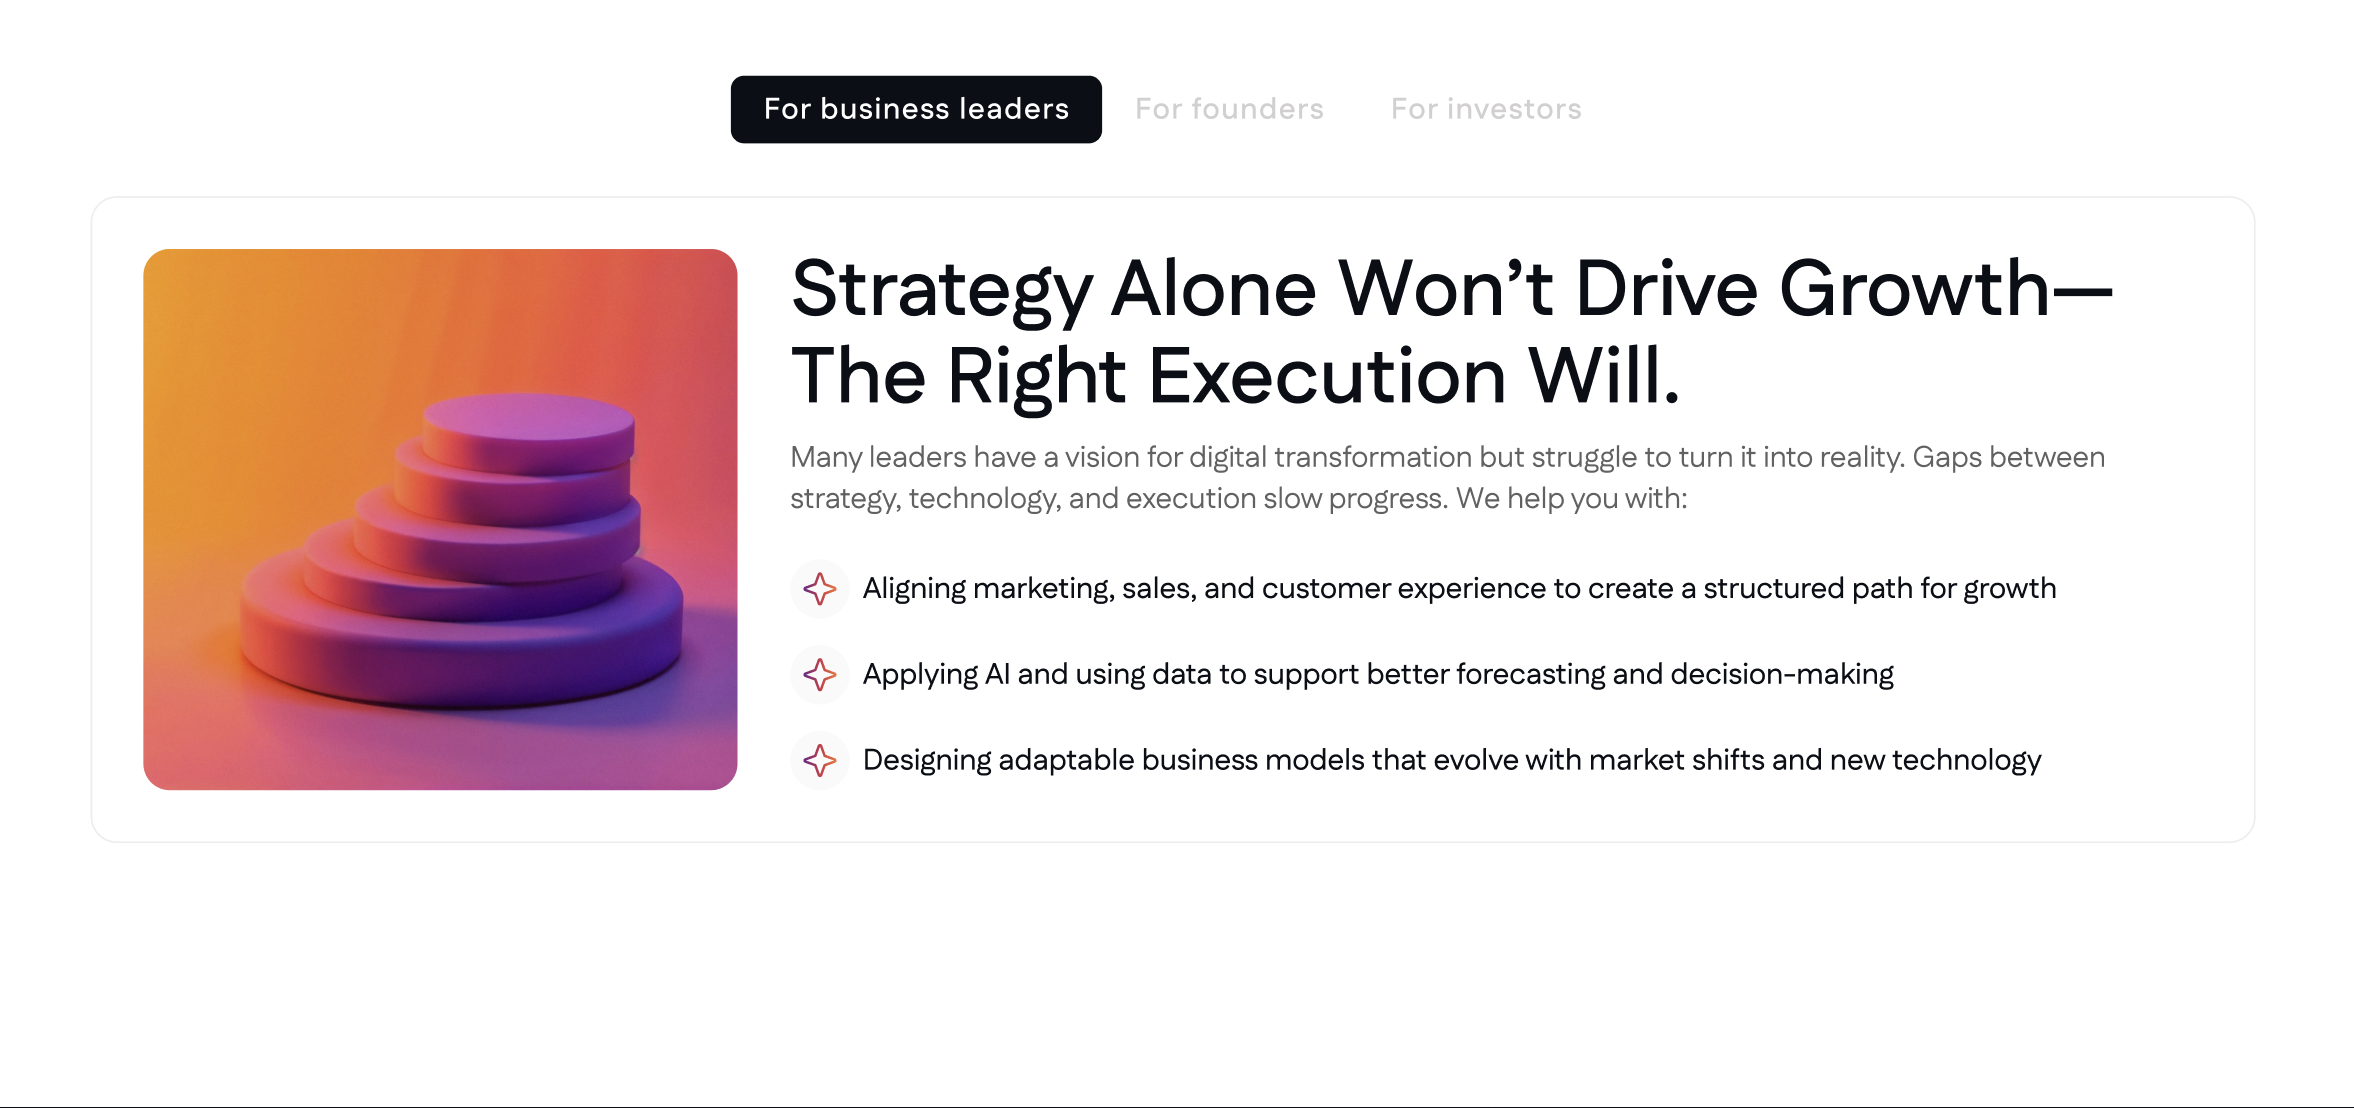 For business leaders
For founders
For investors
Strategy Alone Won’t Drive Growth—
The Right Execution Will.
Many leaders have a vision for digital transformation but struggle to turn it into reality. Gaps between
strategy, technology, and execution slow progress. We help you with:
Aligning marketing, sales, and customer experience to create a structured path for growth
Applying AI and using data to support better forecasting and decision-making
Designing adaptable business models that evolve with market shifts and new technology